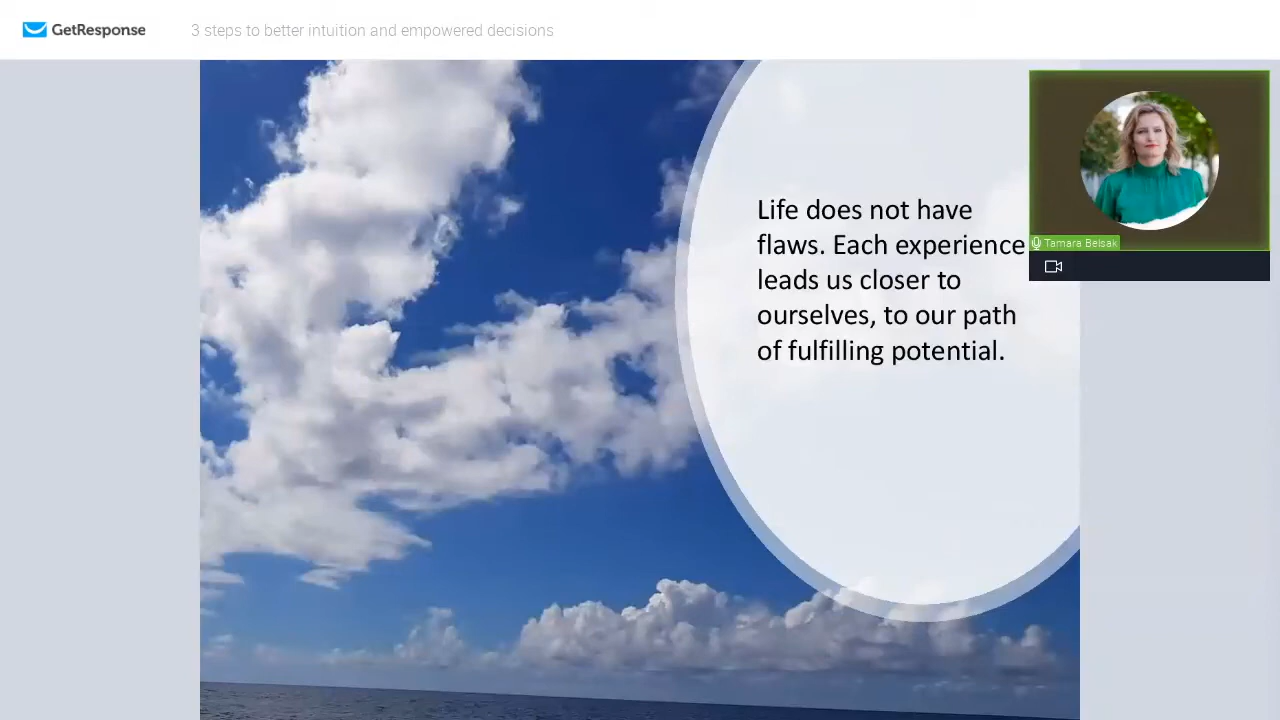 GetResponse
3 steps to better intuition and empowered decisions
Life does not have
flaws. Each experience
leads us closer to
ourselves, to our path
of fulfilling potential.
Tamara Belsak